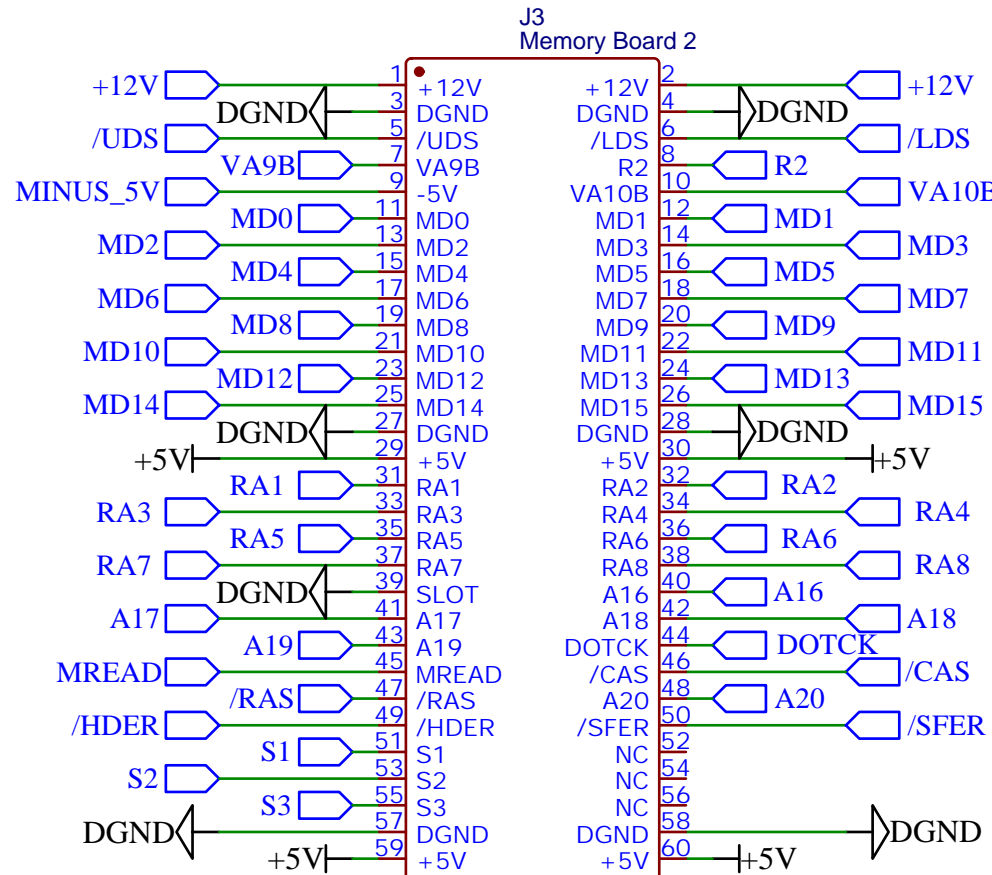 J3
Memory Board 2
+12V 1 +12V +12V 2 +12V
DGND 3 DGND DGND 4 DGND
/UDS 5 /UDS /LDS 6 /LDS
VA9B 7 VA9B R2 8 R2
MINUS_5V 9 -5V VA10B 10 VA10B
MD0 11 MD0 MD1 12 MD1
MD2 13 MD2 MD3 14 MD3
MD4 15 MD4 MD5 16 MD5
MD6 17 MD6 MD7 18 MD7
MD8 19 MD8 MD9 20 MD9
MD10 21 MD10 MD11 22 MD11
MD12 23 MD12 MD13 24 MD13
MD14 25 MD14 MD15 26 MD15
DGND 27 DGND DGND 28 DGND
+5V 29 +5V +5V 30 +5V
RA1 31 RA1 RA2 32 RA2
RA3 33 RA3 RA4 34 RA4
RA5 35 RA5 RA6 36 RA6
RA7 37 RA7 RA8 38 RA8
DGND 39 SLOT A16 40 A16
A17 41 A17 A18 42 A18
A19 43 A19 DOTCK 44 DOTCK
MREAD 45 MREAD /CAS 46 /CAS
/RAS 47 /RAS A20 48 A20
/HDER 49 /HDER /SFER 50 /SFER
S1 51 S1 NC 52
S2 53 S2 NC 54
S3 55 S3 NC 56
DGND 57 DGND DGND 58 DGND
+5V 59 +5V +5V 60 +5V